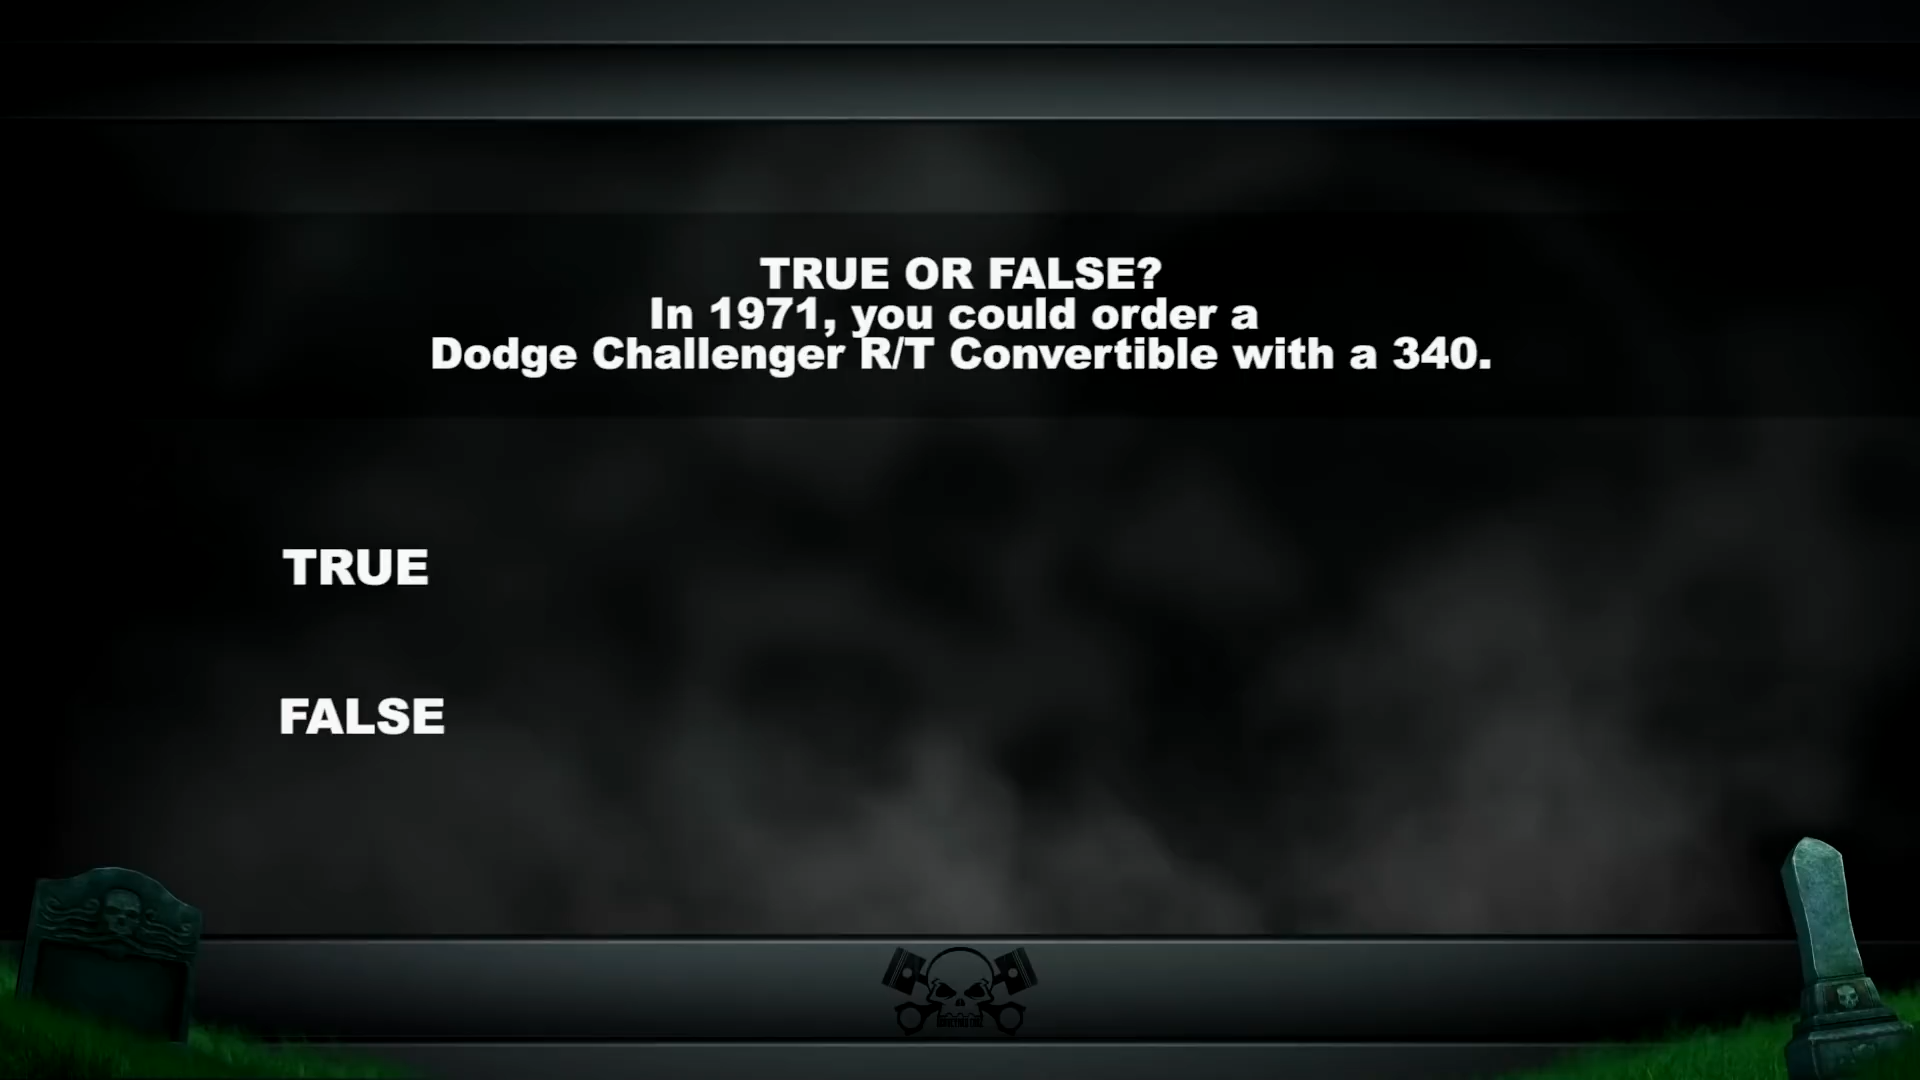 TRUE OR FALSE?
In 1971, you could order a
Dodge Challenger R/T Convertible with a 340.
TRUE
FALSE